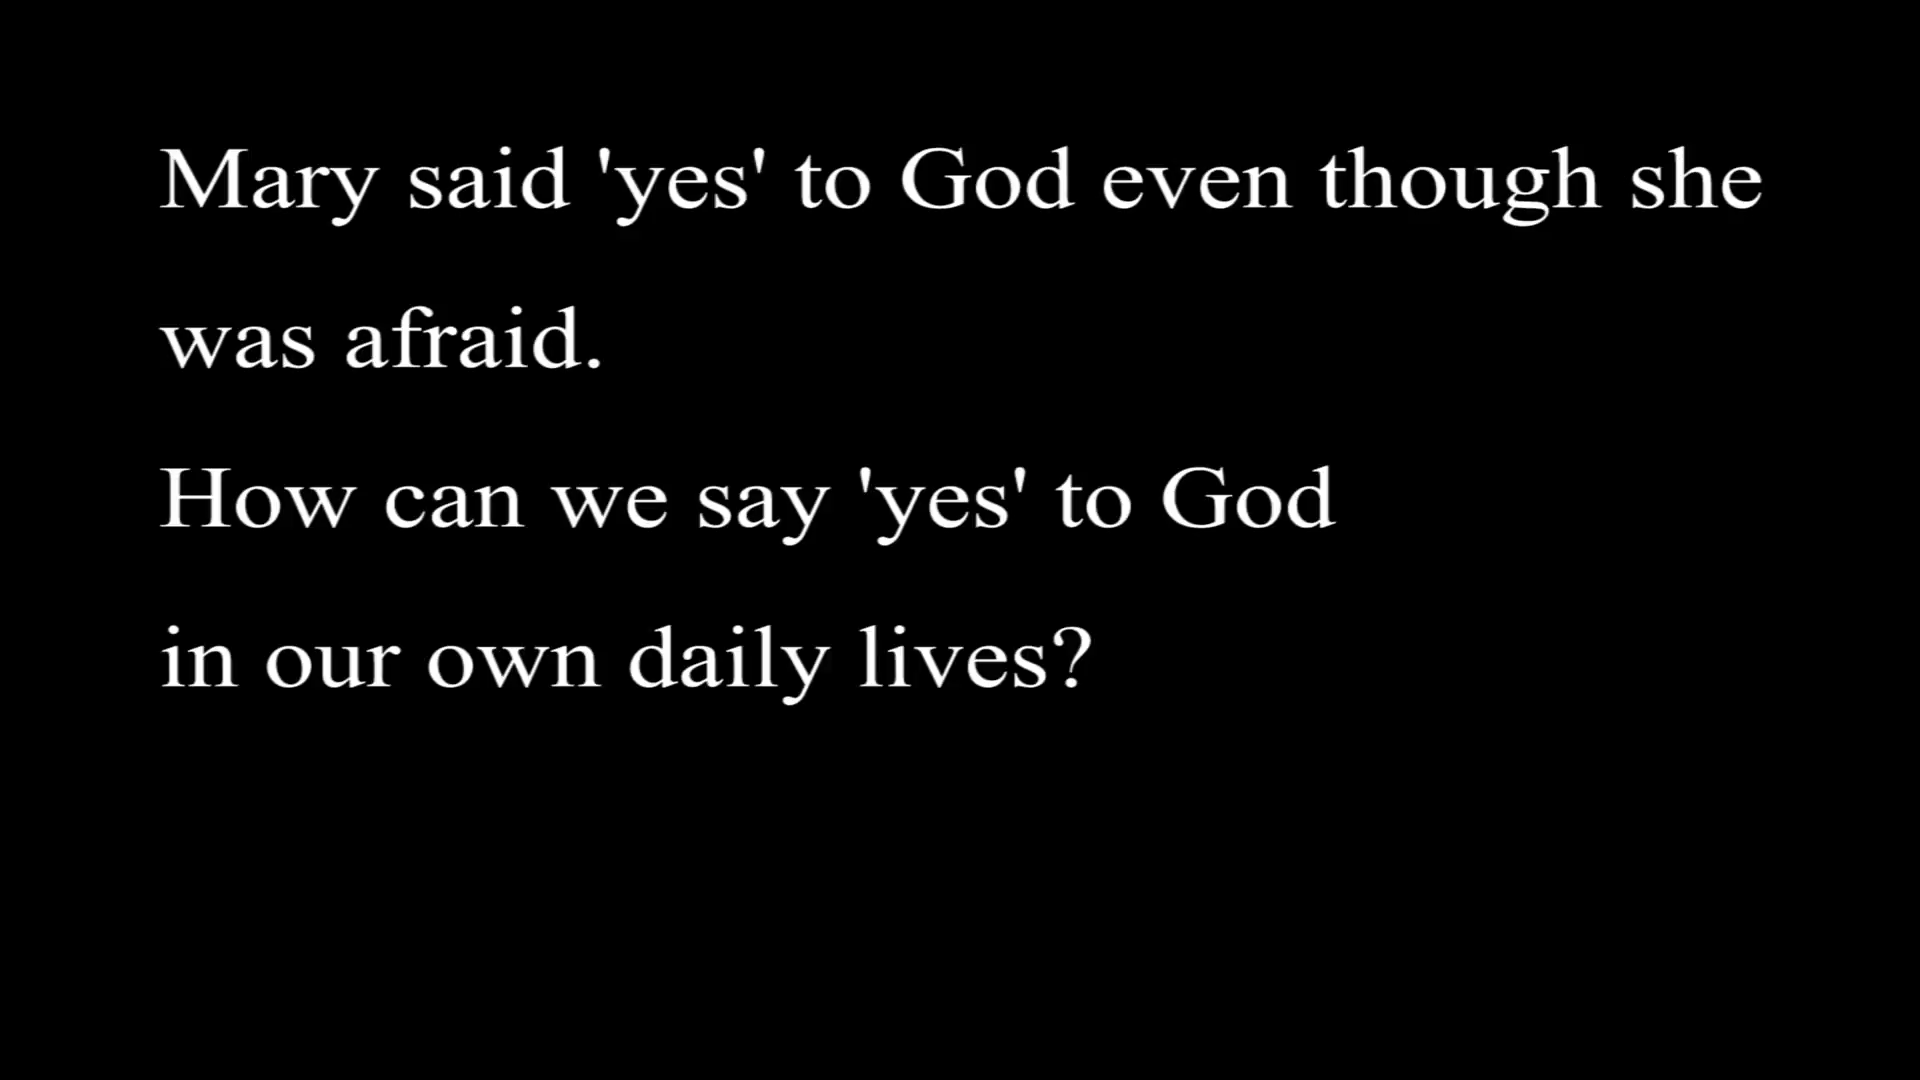 Mary said 'yes' to God even though she
was afraid.
How can we say 'yes' to God
in our own daily lives?